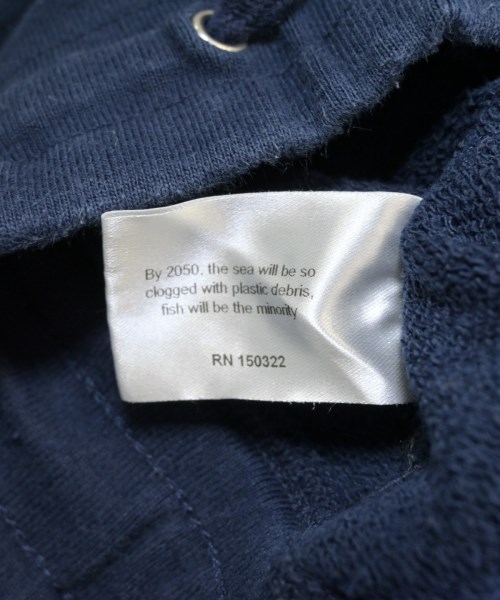 By 2050, the sea will be so
clogged with plastic debris,
fish will be the minority
RN 150322